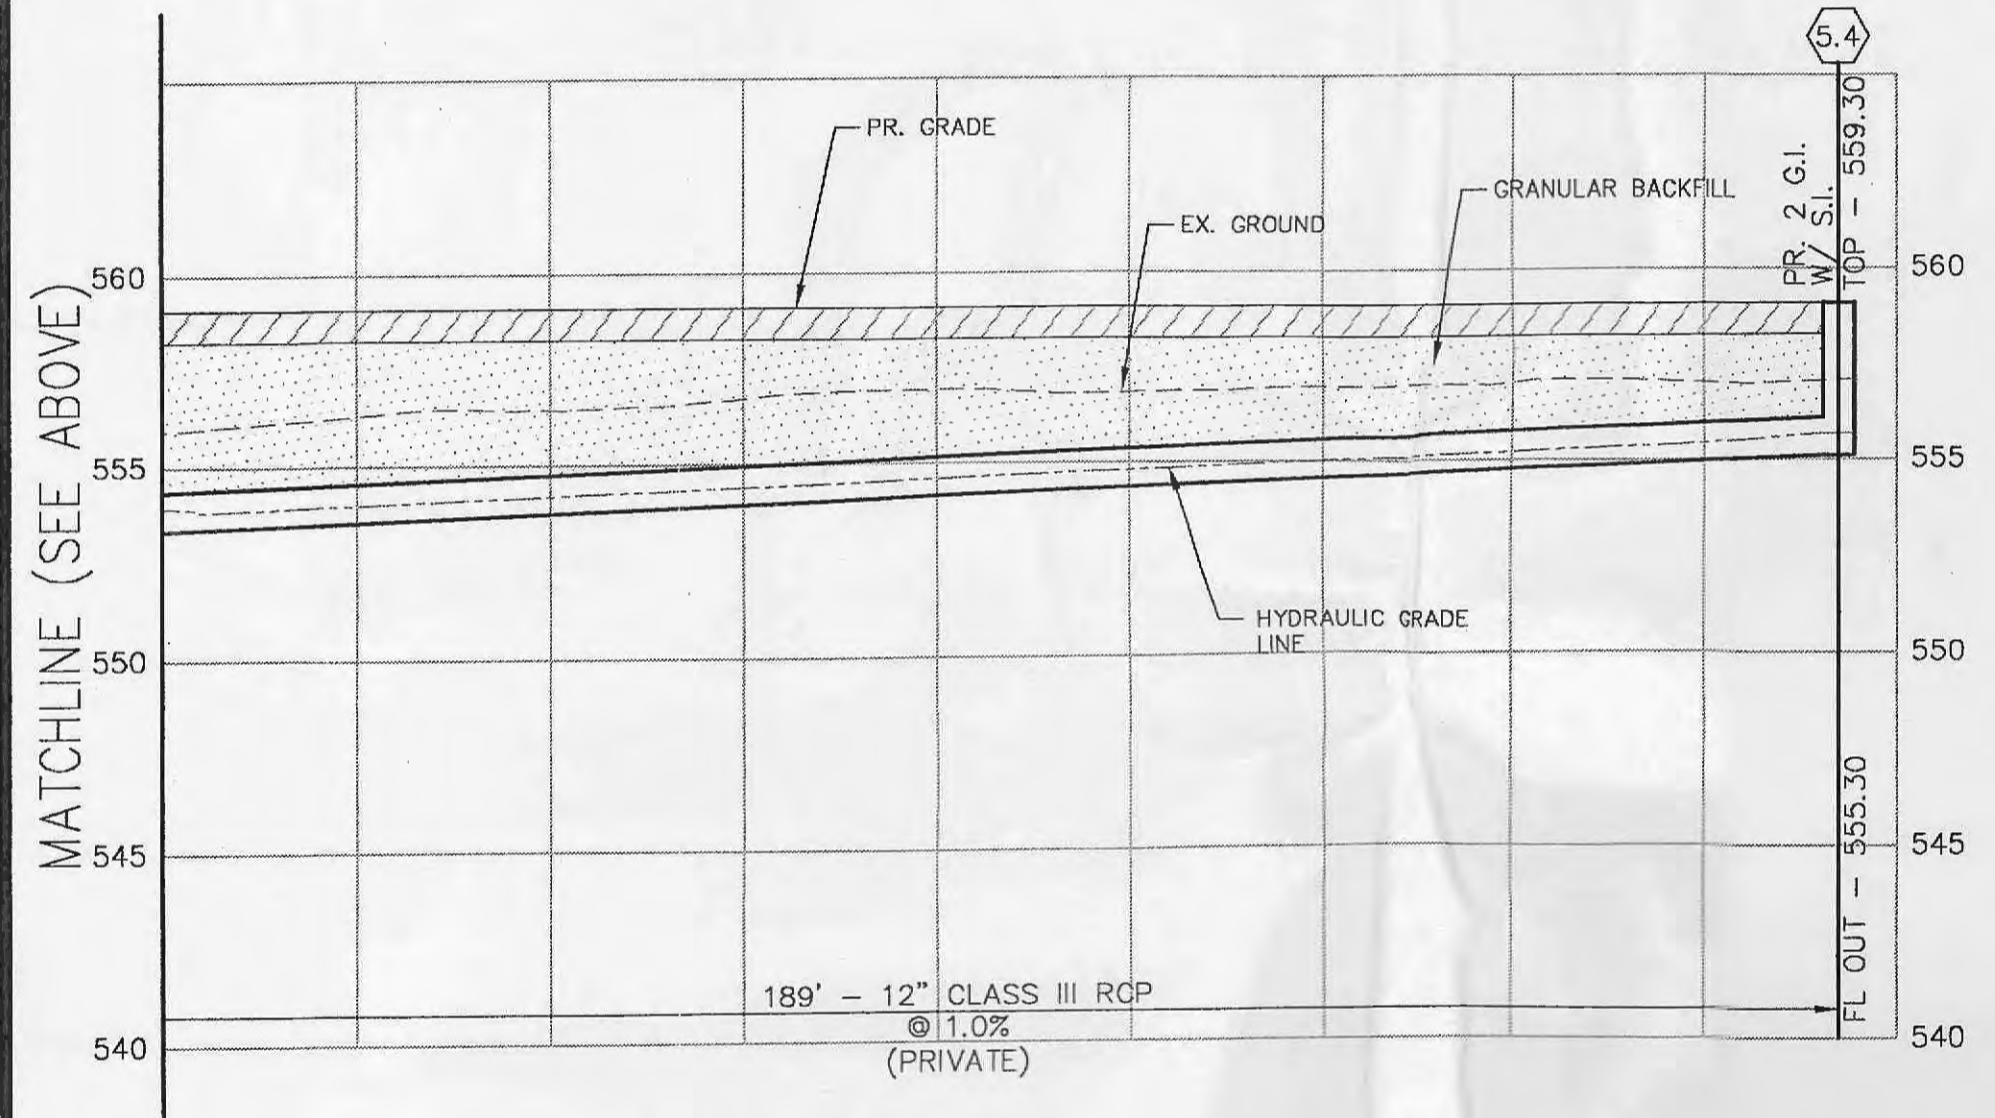 5.4
PR. GRADE
PR. 2 G.I.
W/ S.I.
TOP – 559.30
GRANULAR BACKFILL
EX. GROUND
MATCHLINE (SEE ABOVE)
560
560
555
555
HYDRAULIC GRADE
LINE
550
550
545
545
FL OUT – 555.30
189' – 12" CLASS III RCP
@ 1.0%
(PRIVATE)
540
540